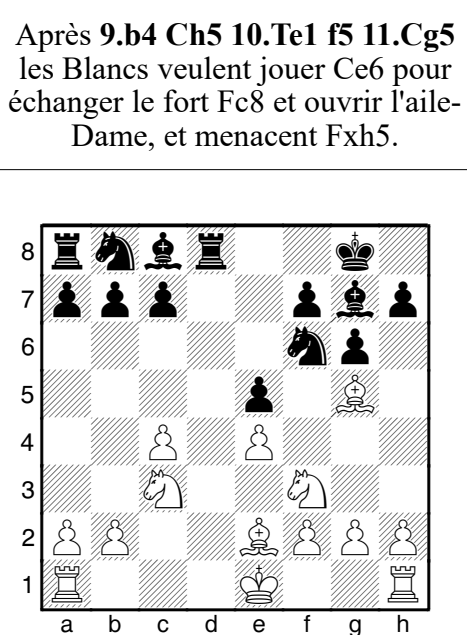 Après 9.b4 Ch5 10.Te1 f5 11.Cg5
les Blancs veulent jouer Ce6 pour
échanger le fort Fc8 et ouvrir l'aile-
Dame, et menacent Fxh5.
8
7
6
5
4
3
2
1
a b c d e f g h